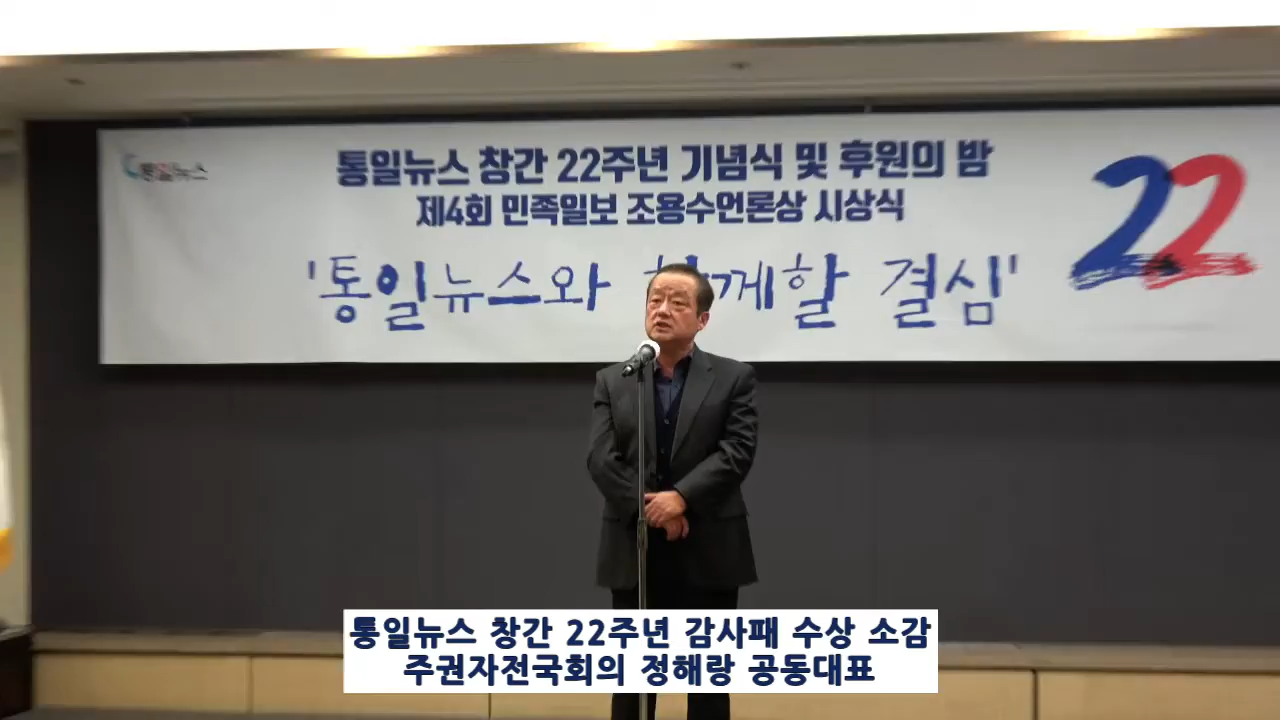 통일뉴스
통일뉴스 창간 22주년 기념식 및 후원의 밤
제4회 민족일보 조용수언론상 시상식
'통일뉴스와 께할 결심'
22
통일뉴스 창간 22주년 감사패 수상 소감
주권자전국회의 정해랑 공동대표